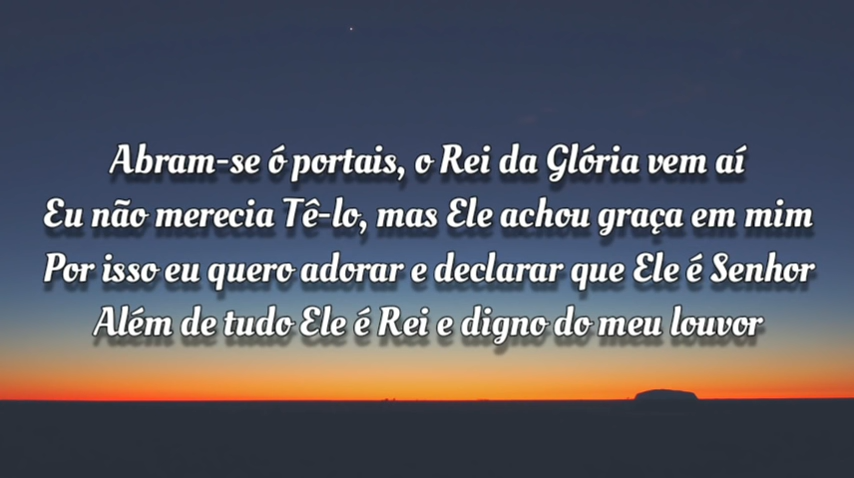 Abram-se ó portais, o Rei da Glória vem aí
Eu não merecia Tê-lo, mas Ele achou graça em mim
Por isso eu quero adorar e declarar que Ele é Senhor
Além de tudo Ele é Rei e digno do meu louvor